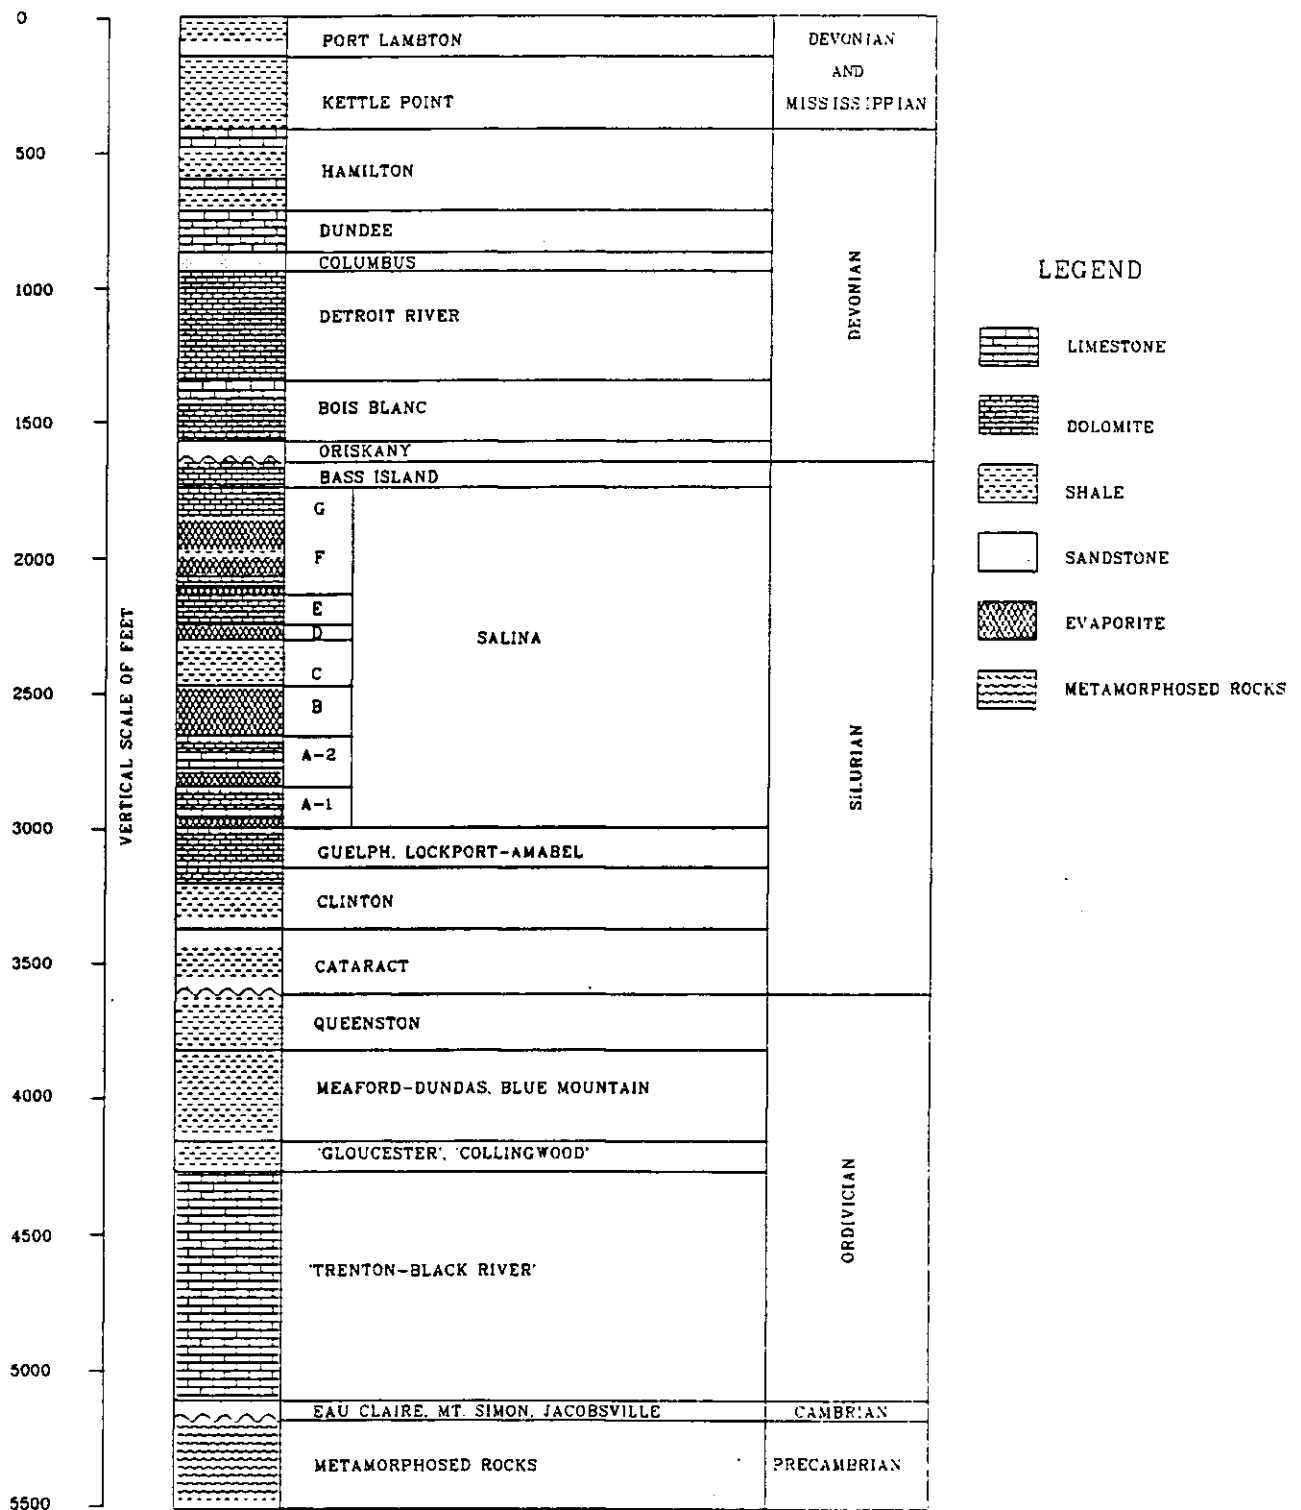 0
500
1000
1500
2000
2500
3000
3500
4000
4500
5000
5500
VERTICAL SCALE OF FEET
PORT LAMBTON
KETTLE POINT
HAMILTON
DUNDEE
COLUMBUS
DETROIT RIVER
BOIS BLANC
ORISKANY
BASS ISLAND
G
F
E
D
C
B
A-2
A-1
SALINA
GUELPH. LOCKPORT-AMABEL
CLINTON
CATARACT
QUEENSTON
MEAFORD-DUNDAS. BLUE MOUNTAIN
'GLOUCESTER', 'COLLINGWOOD'
'TRENTON-BLACK RIVER'
EAU CLAIRE, MT. SIMON, JACOBSVILLE
METAMORPHOSED ROCKS
DEVONIAN
AND
MISSISSIPPIAN
DEVONIAN
SiLURIAN
ORDIVICIAN
CAMBRIAN
PRECAMBRIAN
LEGEND
LIMESTONE
DOLOMITE
SHALE
SANDSTONE
EVAPORITE
METAMORPHOSED ROCKS